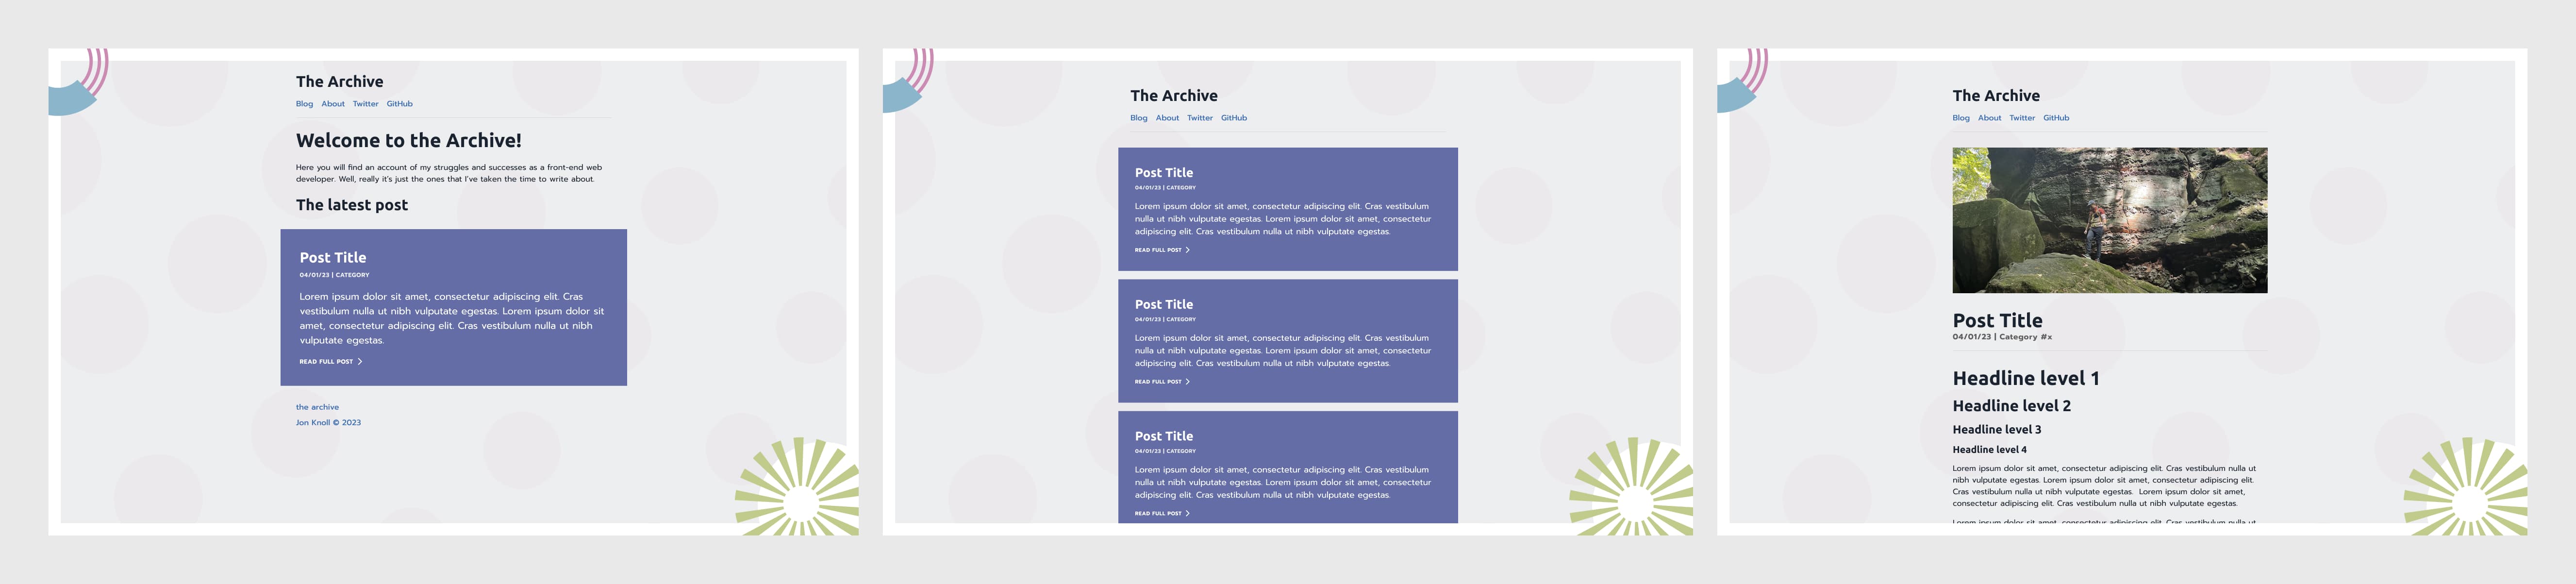 The Archive
Blog About Twitter GitHub
Welcome to the Archive!
Here you will find an account of my struggles and successes as a front-end web
developer. Well, really it's just the ones that I've taken the time to write about.
The latest post
Post Title
04/01/23 | CATEGORY
Lorem ipsum dolor sit amet, consectetur adipiscing elit. Cras
vestibulum nulla ut nibh vulputate egestas. Lorem ipsum dolor sit
amet, consectetur adipiscing elit. Cras vestibulum nulla ut nibh
vulputate egestas.
READ FULL POST
the archive
Jon Knoll © 2023
The Archive
Blog About Twitter GitHub
Post Title
04/01/23 | CATEGORY
Lorem ipsum dolor sit amet, consectetur adipiscing elit. Cras vestibulum
nulla ut nibh vulputate egestas. Lorem ipsum dolor sit amet, consectetur
adipiscing elit. Cras vestibulum nulla ut nibh vulputate egestas.
READ FULL POST
Post Title
04/01/23 | CATEGORY
Lorem ipsum dolor sit amet, consectetur adipiscing elit. Cras vestibulum
nulla ut nibh vulputate egestas. Lorem ipsum dolor sit amet, consectetur
adipiscing elit. Cras vestibulum nulla ut nibh vulputate egestas.
READ FULL POST
Post Title
04/01/23 | CATEGORY
Lorem ipsum dolor sit amet, consectetur adipiscing elit. Cras vestibulum
nulla ut nibh vulputate egestas. Lorem ipsum dolor sit amet, consectetur
adipiscing elit. Cras vestibulum nulla ut nibh vulputate egestas.
READ FULL POST
The Archive
Blog About Twitter GitHub
Post Title
04/01/23 | Category #x
Headline level 1
Headline level 2
Headline level 3
Headline level 4
Lorem ipsum dolor sit amet, consectetur adipiscing elit. Cras vestibulum nulla ut
nibh vulputate egestas. Lorem ipsum dolor sit amet, consectetur adipiscing elit.
Cras vestibulum nulla ut nibh vulputate egestas. Lorem ipsum dolor sit amet,
consectetur adipiscing elit. Cras vestibulum nulla ut nibh vulputate egestas.
Lorem ipsum dolor sit amet, consectetur adipiscing elit. Cras vestibulum nulla ut